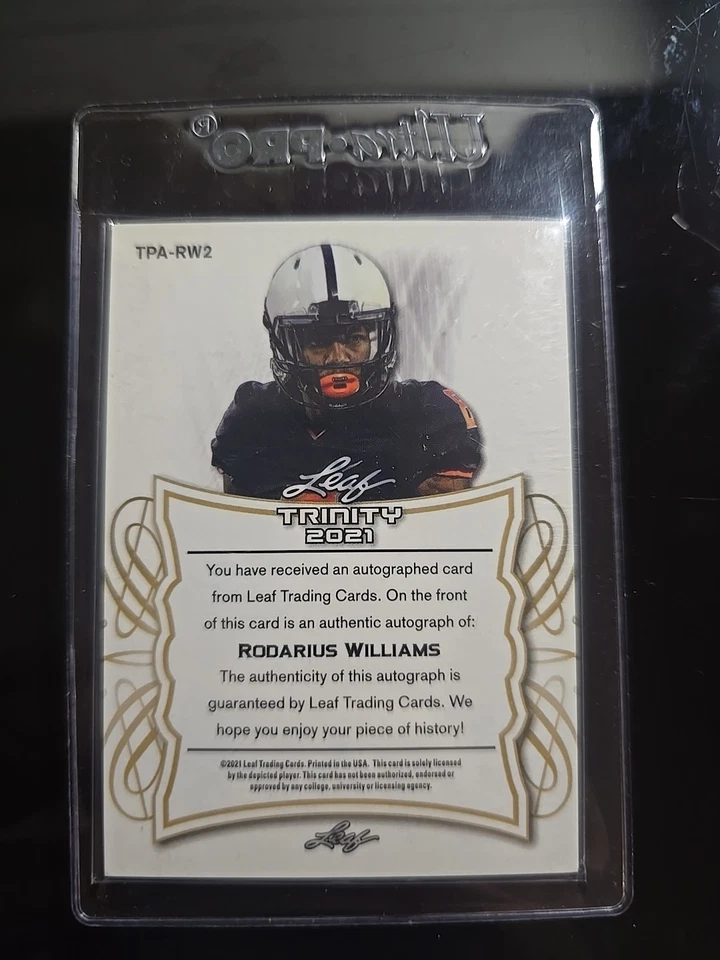 Ultra·PRO®
TPA-RW2
Leaf
TRINITY
2021
You have received an autographed card
from Leaf Trading Cards. On the front
of this card is an authentic autograph of:
RODARIUS WILLIAMS
The authenticity of this autograph is
guaranteed by Leaf Trading Cards. We
hope you enjoy your piece of history!
©2021 Leaf Trading Cards. Printed in the USA. This card is solely licensed
by the depicted player. This card has not been authorized, endorsed or
approved by any college, university or licensing agency.
Leaf